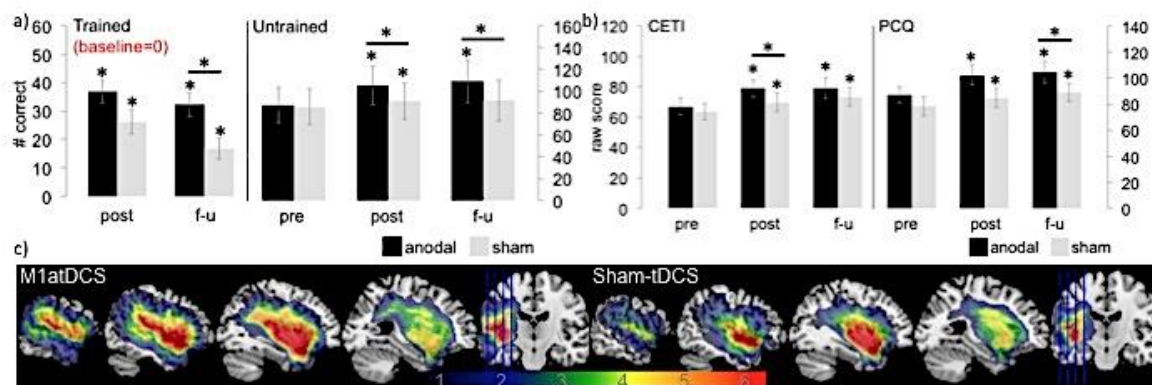 a)
60
50
40
30
20
10
0
# correct
Trained
(baseline=0)
Untrained
* * * * *
* * * * *
160
140
120
100
80
60
40
20
0
post
f-u
pre
post
f-u
anodal
sham
b)
120
100
80
60
40
20
0
raw score
CETI
PCQ
* * * * *
* * * * *
140
120
100
80
60
40
20
0
pre
post
f-u
pre
post
f-u
anodal
sham
c)
M1atDCS
Sham-tDCS
1 2 3 4 5 6